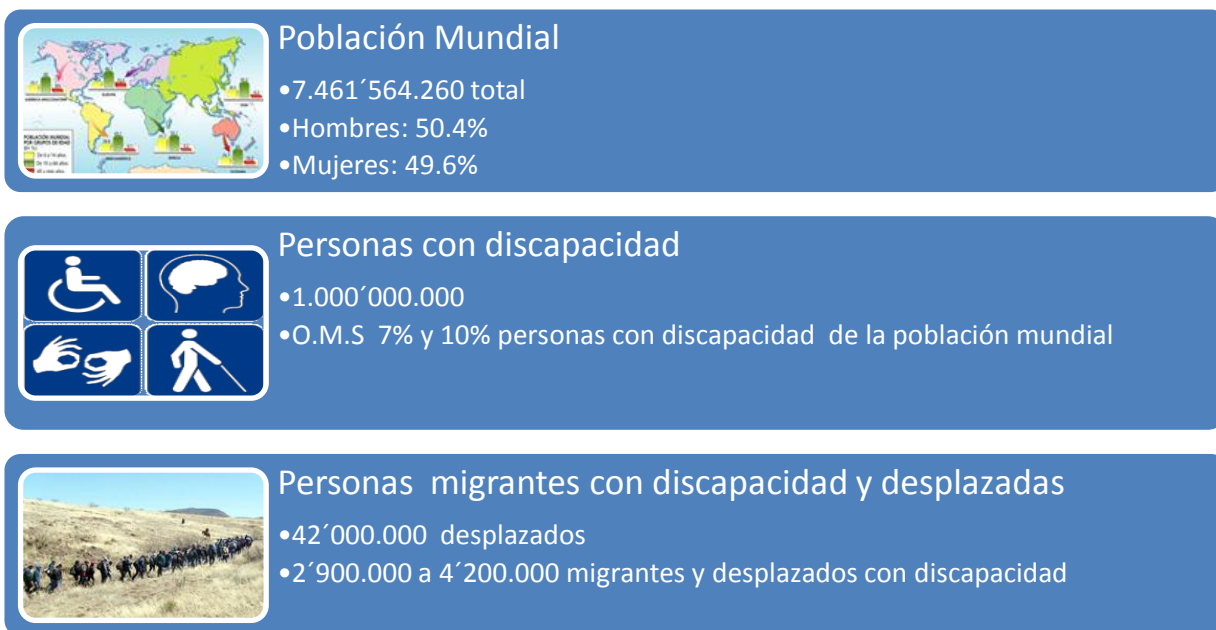 Población Mundial
•7.461´564.260 total
•Hombres: 50.4%
•Mujeres: 49.6%
Personas con discapacidad
•1.000´000.000
•O.M.S 7% y 10% personas con discapacidad de la población mundial
Personas migrantes con discapacidad y desplazadas
•42´000.000 desplazados
•2´900.000 a 4´200.000 migrantes y desplazados con discapacidad